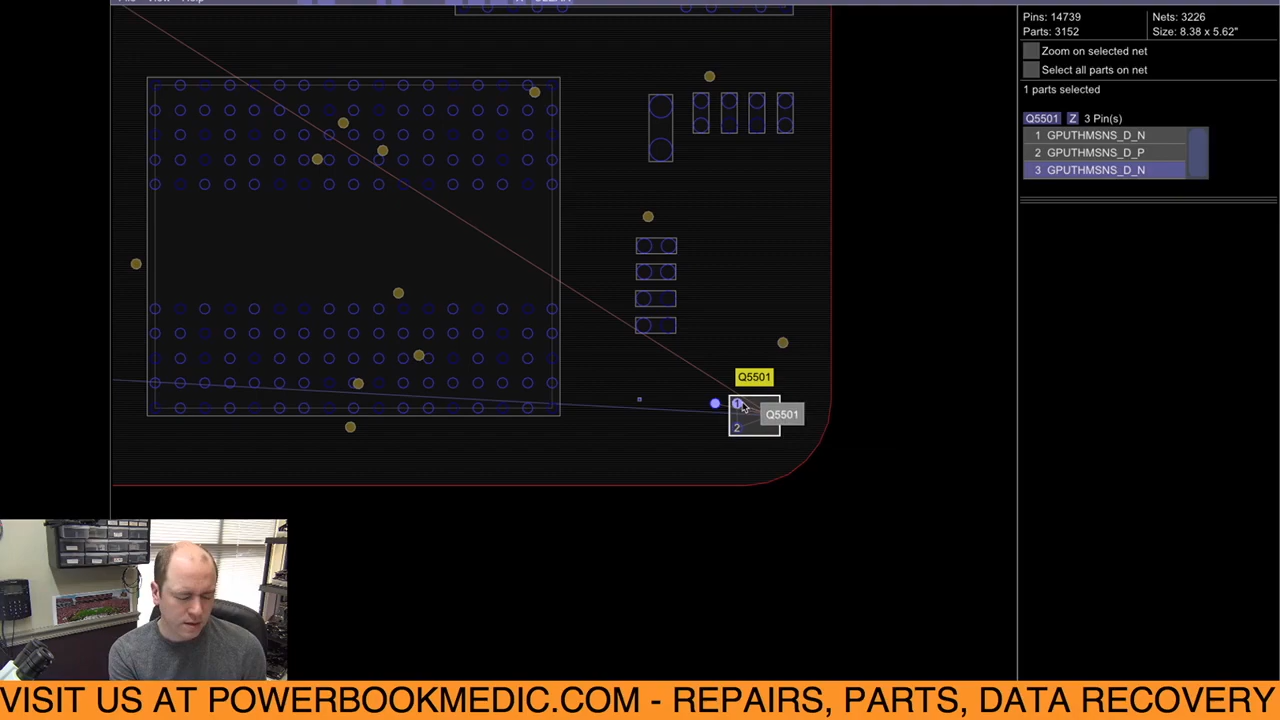 Pins: 14739
Nets: 3226
Parts: 3152
Size: 8.38 x 5.62"
Zoom on selected net
Select all parts on net
1 parts selected
Q5501 Z 3 Pin(s)
1 GPUTHMSNS_D_N
2 GPUTHMSNS_D_P
3 GPUTHMSNS_D_N
Q5501
1
Q5501
2
VISIT US AT POWERBOOKMEDIC.COM - REPAIRS, PARTS, DATA RECOVERY